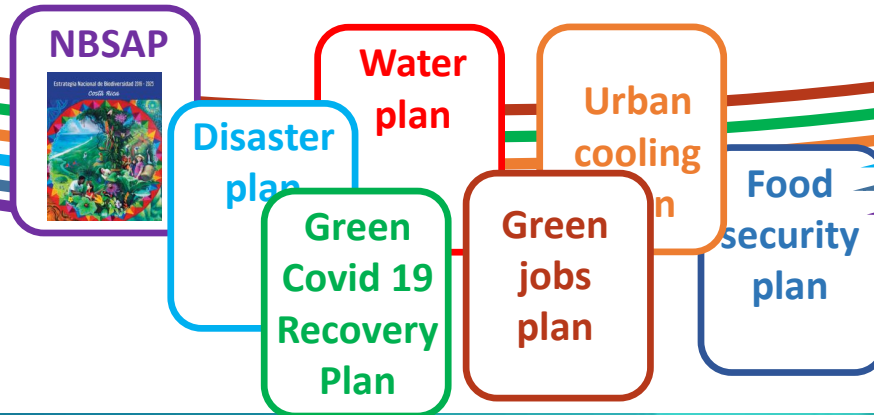 NBSAP
Estrategia Nacional de Biodiversidad 2016 - 2025
Costa Rica
Disaster
plan
Water
plan
Green
Covid 19
Recovery
Plan
Green
jobs
plan
Urban
cooling
n
Food
security
plan